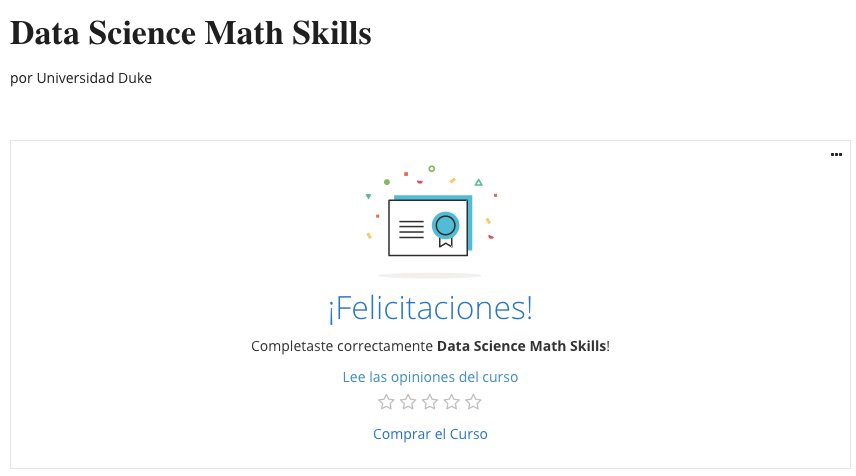 Data Science Math Skills
por Universidad Duke
¡Felicitaciones!
Completaste correctamente Data Science Math Skills!
Lee las opiniones del curso
Comprar el Curso